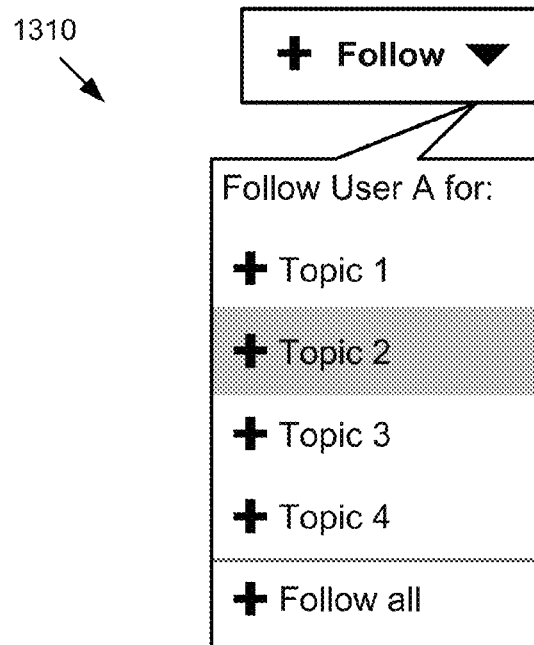 1310
Follow
Follow User A for:
Topic 1
Topic 2
Topic 3
Topic 4
Follow all